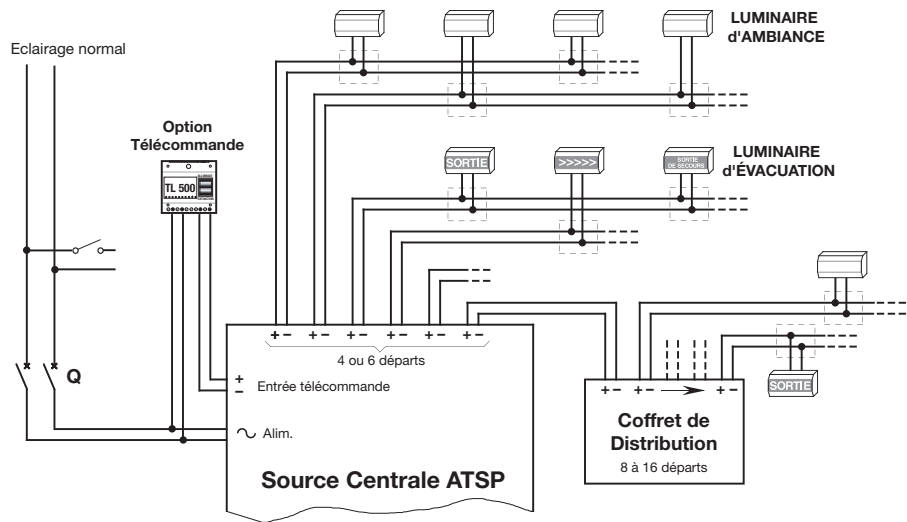 Eclairage normal
LUMINAIRE
d'AMBIANCE
Option
Télécommande
TL 500
SORTIE
>>>>>
SORTIE
DE SECOURS
LUMINAIRE
d'ÉVACUATION
+ − + − + − + − + − + −
4 ou 6 départs
Q
+
−
Entrée télécommande
Alim.
Source Centrale ATSP
+ − + − + −
Coffret de
Distribution
8 à 16 départs
SORTIE